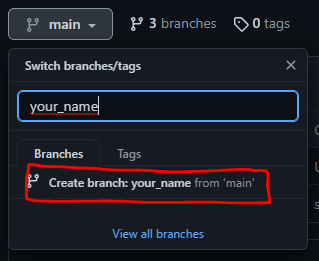 main 3 branches 0 tags
Switch branches/tags
your_name
Branches Tags
Create branch: your_name from 'main'
View all branches